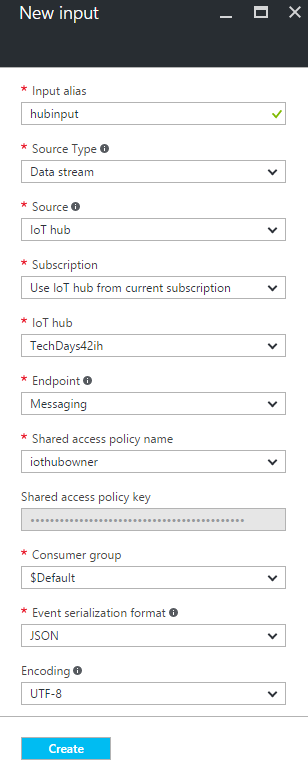 New input
* Input alias
hubinput
* Source Type
Data stream
* Source
IoT hub
* Subscription
Use IoT hub from current subscription
* IoT hub
TechDays42ih
* Endpoint
Messaging
* Shared access policy name
iothubowner
Shared access policy key
••••••••••••••••••••••••••••••••••••••••••••
* Consumer group
$Default
* Event serialization format
JSON
Encoding
UTF-8
Create